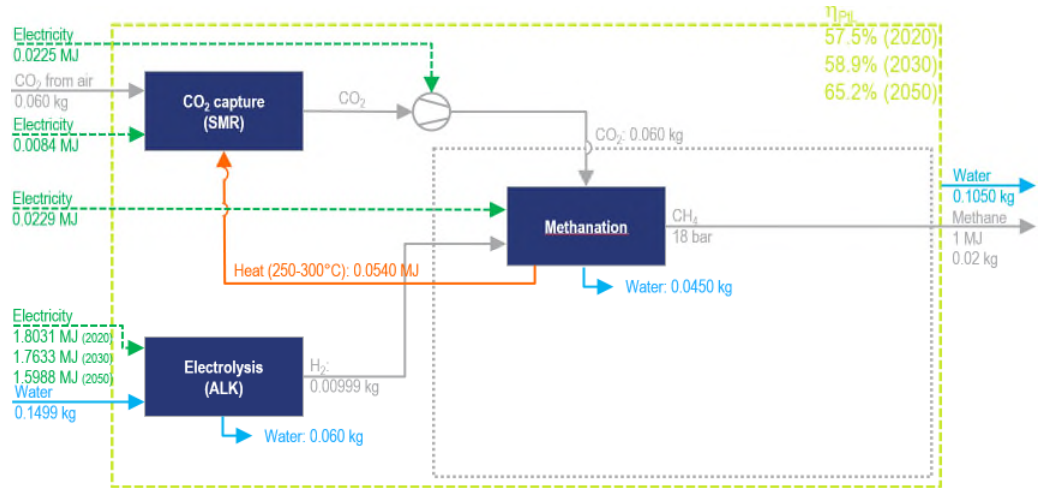 ηPtL
57.5% (2020)
58.9% (2030)
65.2% (2050)
Electricity
0.0225 MJ
CO2 from air
0.060 kg
Electricity
0.0084 MJ
CO2 capture
(SMR)
CO2
CO2: 0.060 kg
Electricity
0.0229 MJ
Methanation
CH4
18 bar
Water
0.1050 kg
Methane
1 MJ
0.02 kg
Heat (250-300°C): 0.0540 MJ
Water: 0.0450 kg
Electricity
1.8031 MJ (2020)
1.7633 MJ (2030)
1.5988 MJ (2050)
Water
0.1499 kg
Electrolysis
(ALK)
H2:
0.00999 kg
Water: 0.060 kg